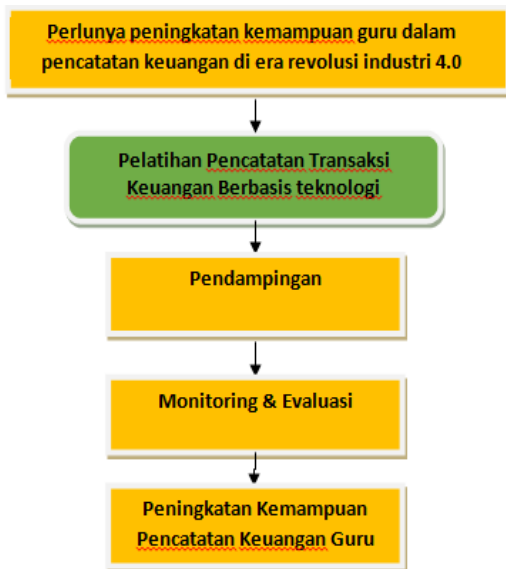 Perlunya peningkatan kemampuan guru dalam
pencatatan keuangan di era revolusi industri 4.0
Pelatihan Pencatatan Transaksi
Keuangan Berbasis teknologi
Pendampingan
Monitoring & Evaluasi
Peningkatan Kemampuan
Pencatatan Keuangan Guru